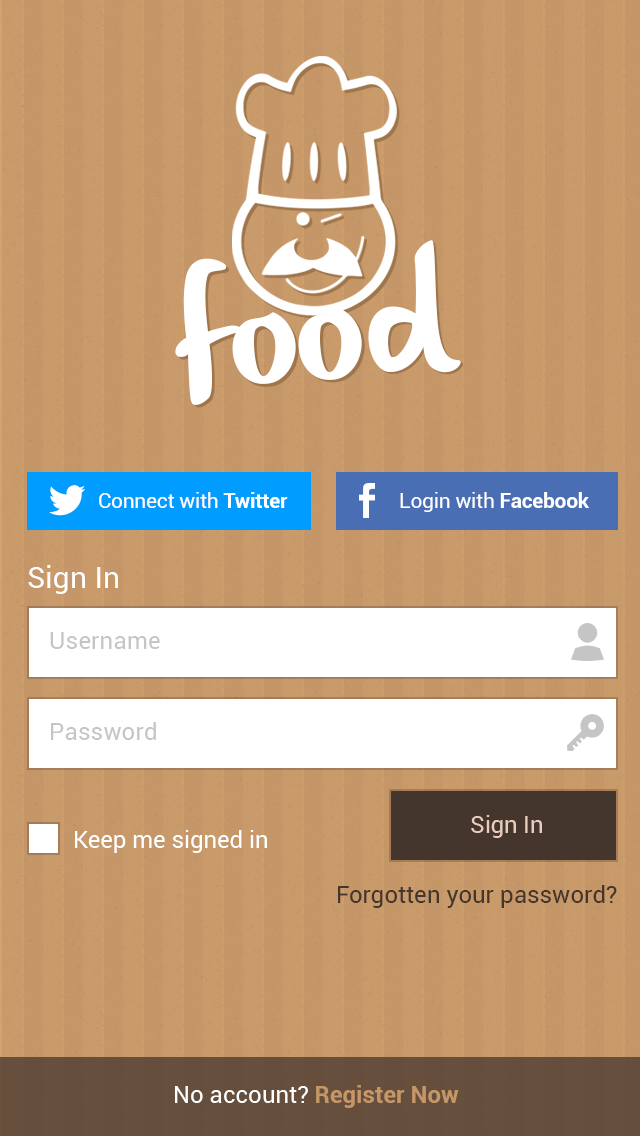 food
Connect with Twitter
Login with Facebook
Sign In
Username
Password
Keep me signed in
Sign In
Forgotten your password?
No account? Register Now